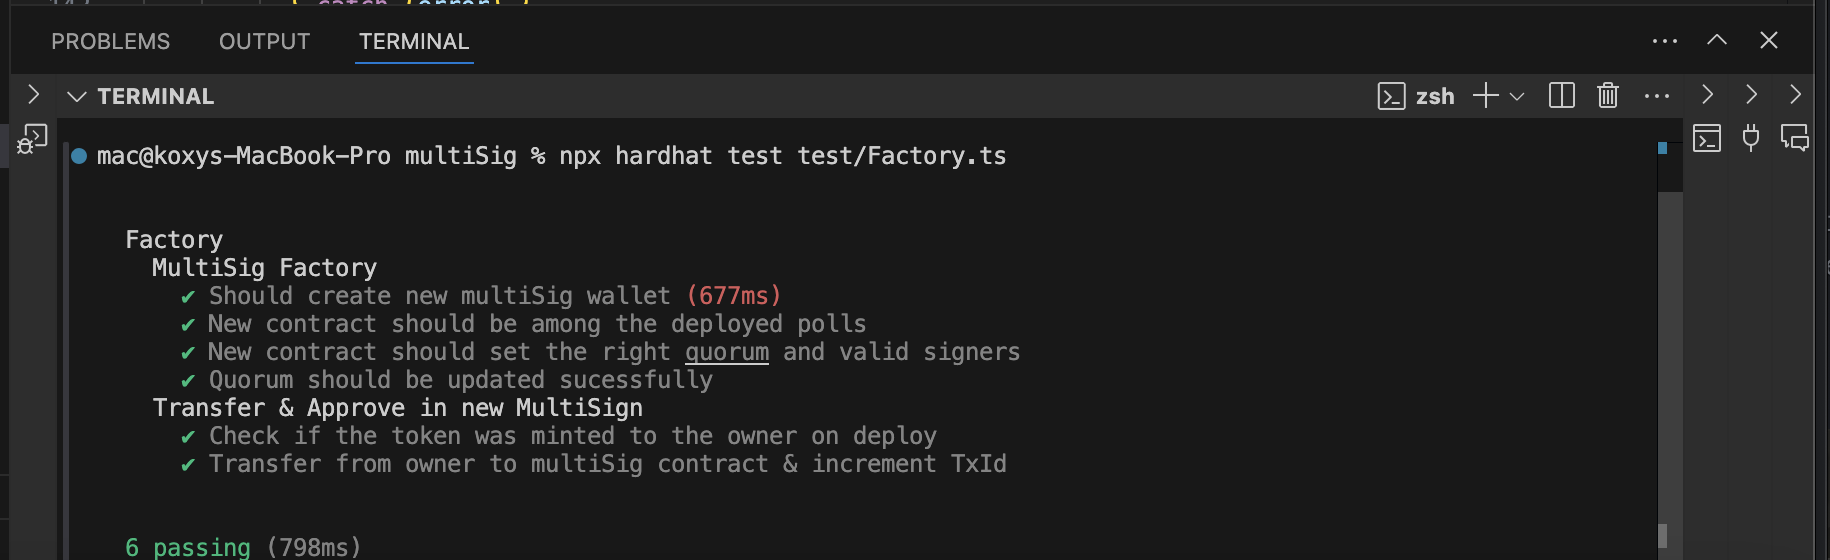 PROBLEMS OUTPUT TERMINAL
TERMINAL zsh
mac@koxys-MacBook-Pro multiSig % npx hardhat test test/Factory.ts
Factory
MultiSig Factory
✔ Should create new multiSig wallet (677ms)
✔ New contract should be among the deployed polls
✔ New contract should set the right quorum and valid signers
✔ Quorum should be updated sucessfully
Transfer & Approve in new MultiSign
✔ Check if the token was minted to the owner on deploy
✔ Transfer from owner to multiSig contract & increment TxId
6 passing (798ms)